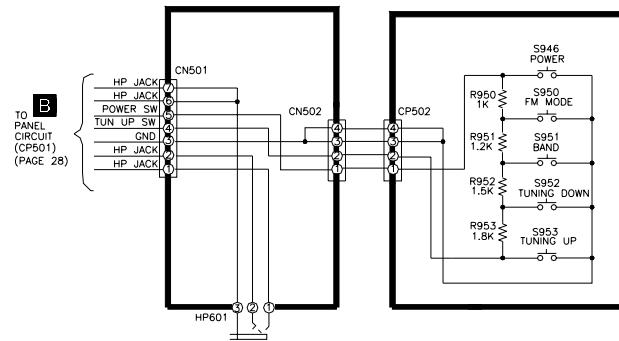 B
TO
PANEL
CIRCUIT
(CP501)
(PAGE 28)
CN501
HP JACK 7
HP JACK 6
POWER SW 5
TUN UP SW 4
GND 3
HP JACK 2
HP JACK 1
HP601
3 2 1
CN502
4
3
2
1
CP502
4
3
2
1
S946
POWER
R950
1K
S950
FM MODE
R951
1.2K
S951
BAND
R952
1.5K
S952
TUNING DOWN
R953
1.8K
S953
TUNING UP